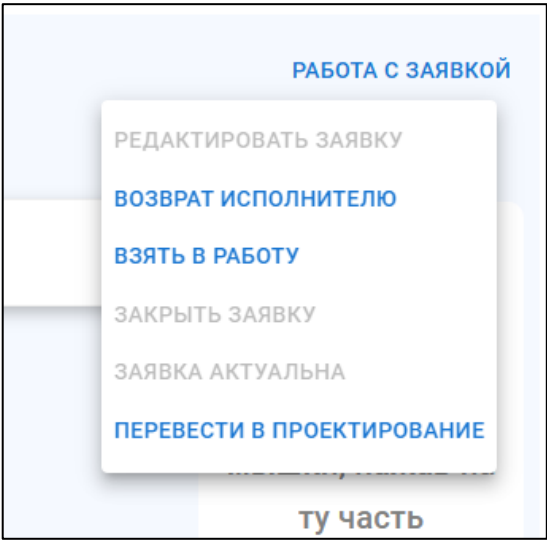 РАБОТА С ЗАЯВКОЙ
РЕДАКТИРОВАТЬ ЗАЯВКУ
ВОЗВРАТ ИСПОЛНИТЕЛЮ
ВЗЯТЬ В РАБОТУ
ЗАКРЫТЬ ЗАЯВКУ
ЗАЯВКА АКТУАЛЬНА
ПЕРЕВЕСТИ В ПРОЕКТИРОВАНИЕ
ту часть